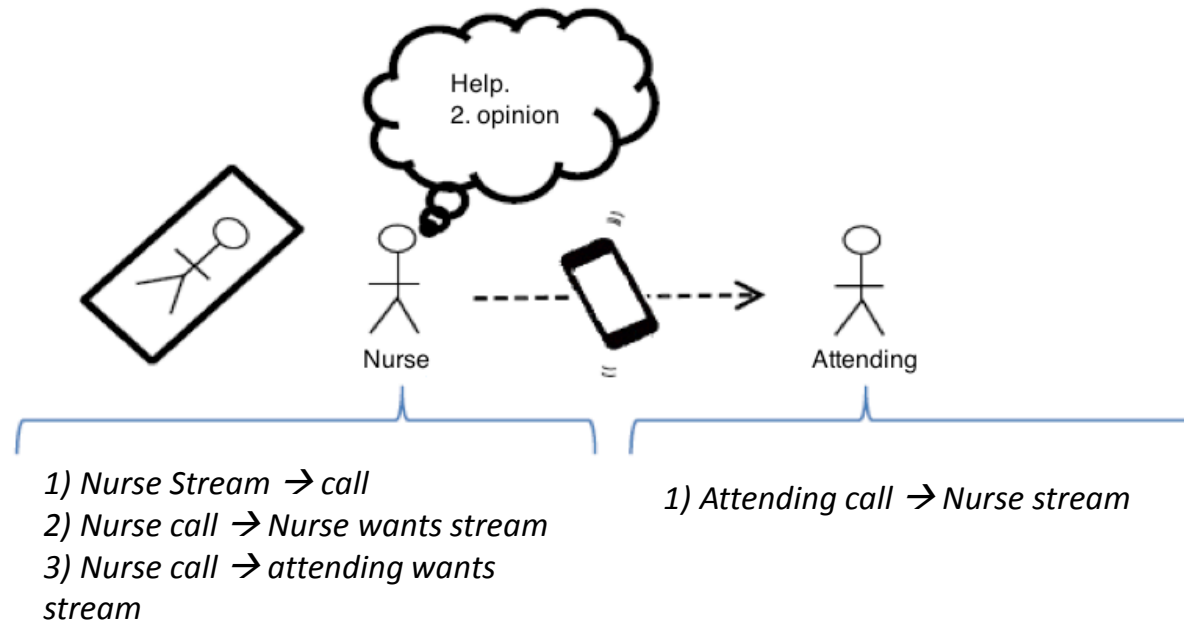 Help.
2. opinion
Nurse
Attending
1) Nurse Stream → call
2) Nurse call → Nurse wants stream
3) Nurse call → attending wants
stream
1) Attending call → Nurse stream